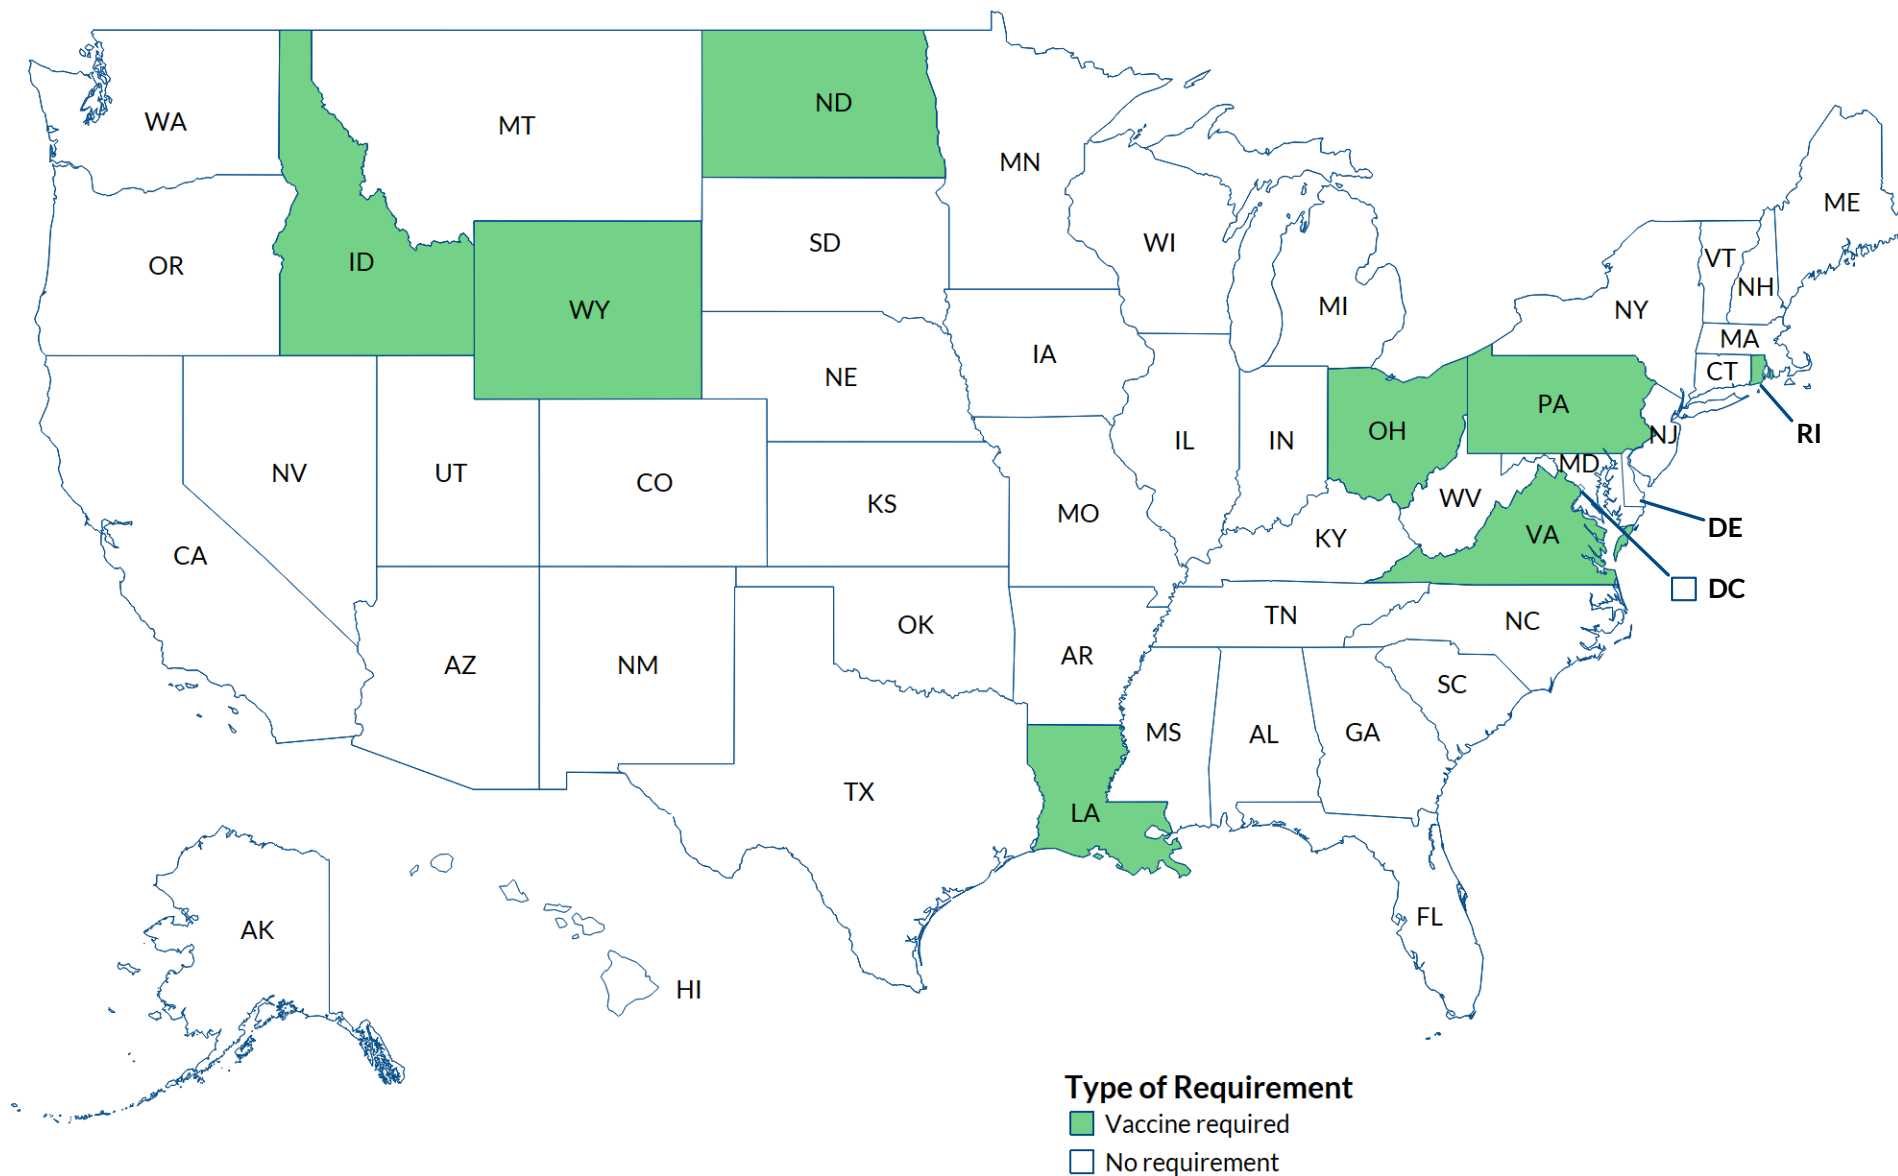 WA
MT
ND
MN
ME
OR
ID
SD
WI
VT
NH
WY
MI
NY
MA
IA
NE
CT
PA
RI
OH
IL
IN
NJ
MD
NV
UT
CO
KS
WV
MO
VA
DE
KY
CA
DC
OK
TN
NC
AZ
NM
AR
SC
MS
AL
GA
TX
LA
FL
AK
HI
Type of Requirement
Vaccine required
No requirement